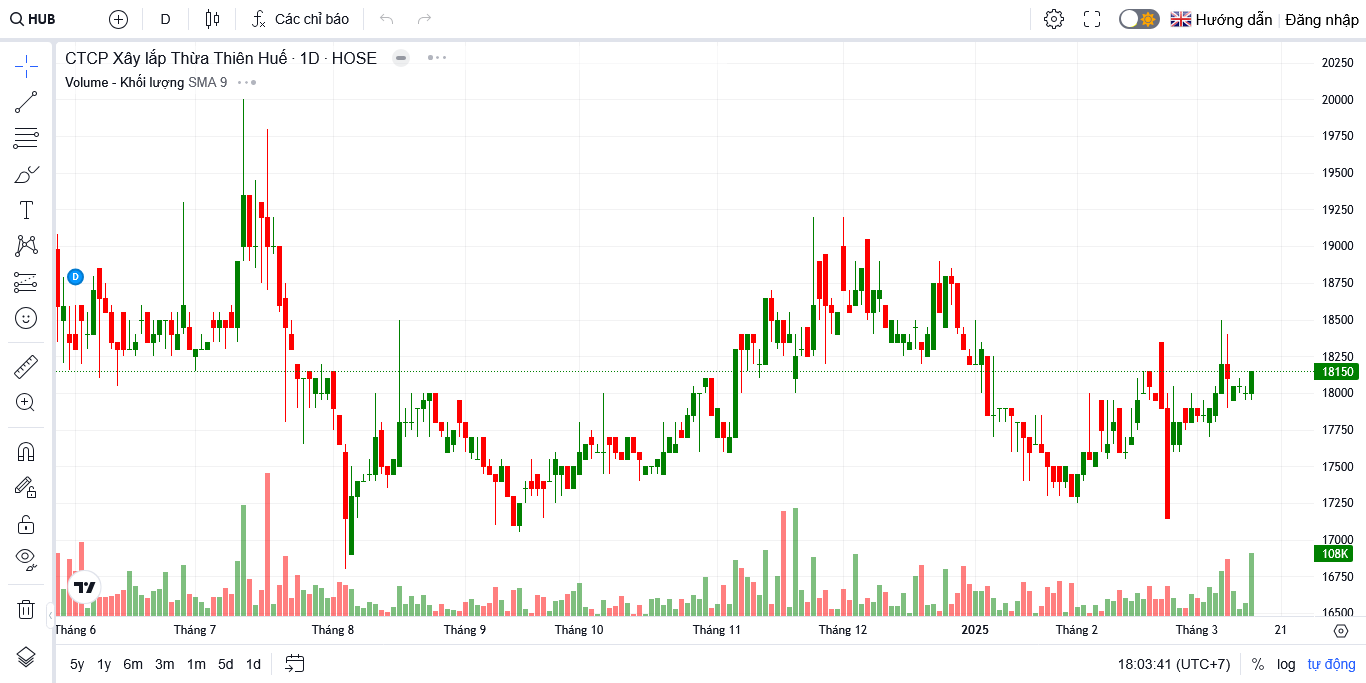 HUB
D
Các chỉ báo
Hướng dẫn
Đăng nhập
CTCP Xây lắp Thừa Thiên Huế · 1D · HOSE
Volume - Khối lượng SMA 9
D
20250
20000
19750
19500
19250
19000
18750
18500
18250
18150
18000
17750
17500
17250
17000
108K
16750
16500
Tháng 6 Tháng 7 Tháng 8 Tháng 9 Tháng 10 Tháng 11 Tháng 12 2025 Tháng 2 Tháng 3 21
5y 1y 6m 3m 1m 5d 1d
18:03:41 (UTC+7) % log tự động